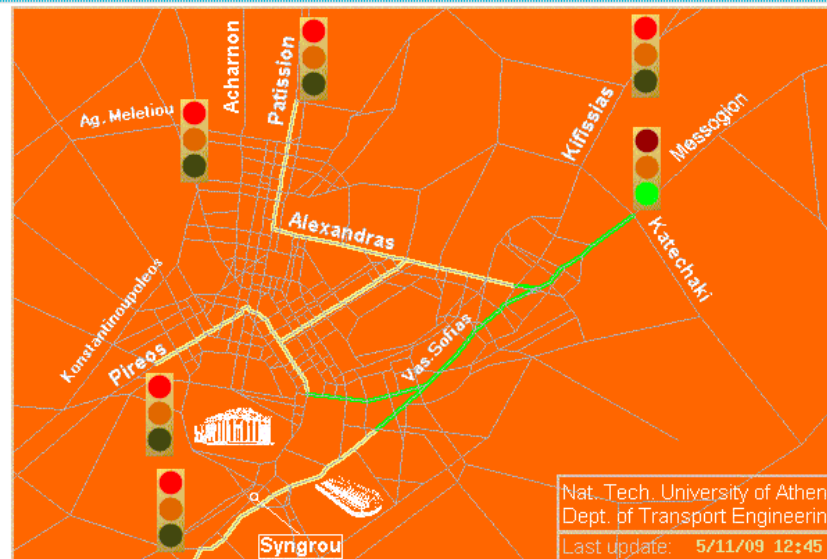 Acharnon
Patission
Ag. Meletiou
Kifissias
Messogion
Alexandras
Katechaki
Konstantinoupoleos
Pireos
Vas.Sofias
Nat. Tech. University of Athen
Dept. of Transport Engineerin
Syngrou
Last update: 5/11/09 12:45